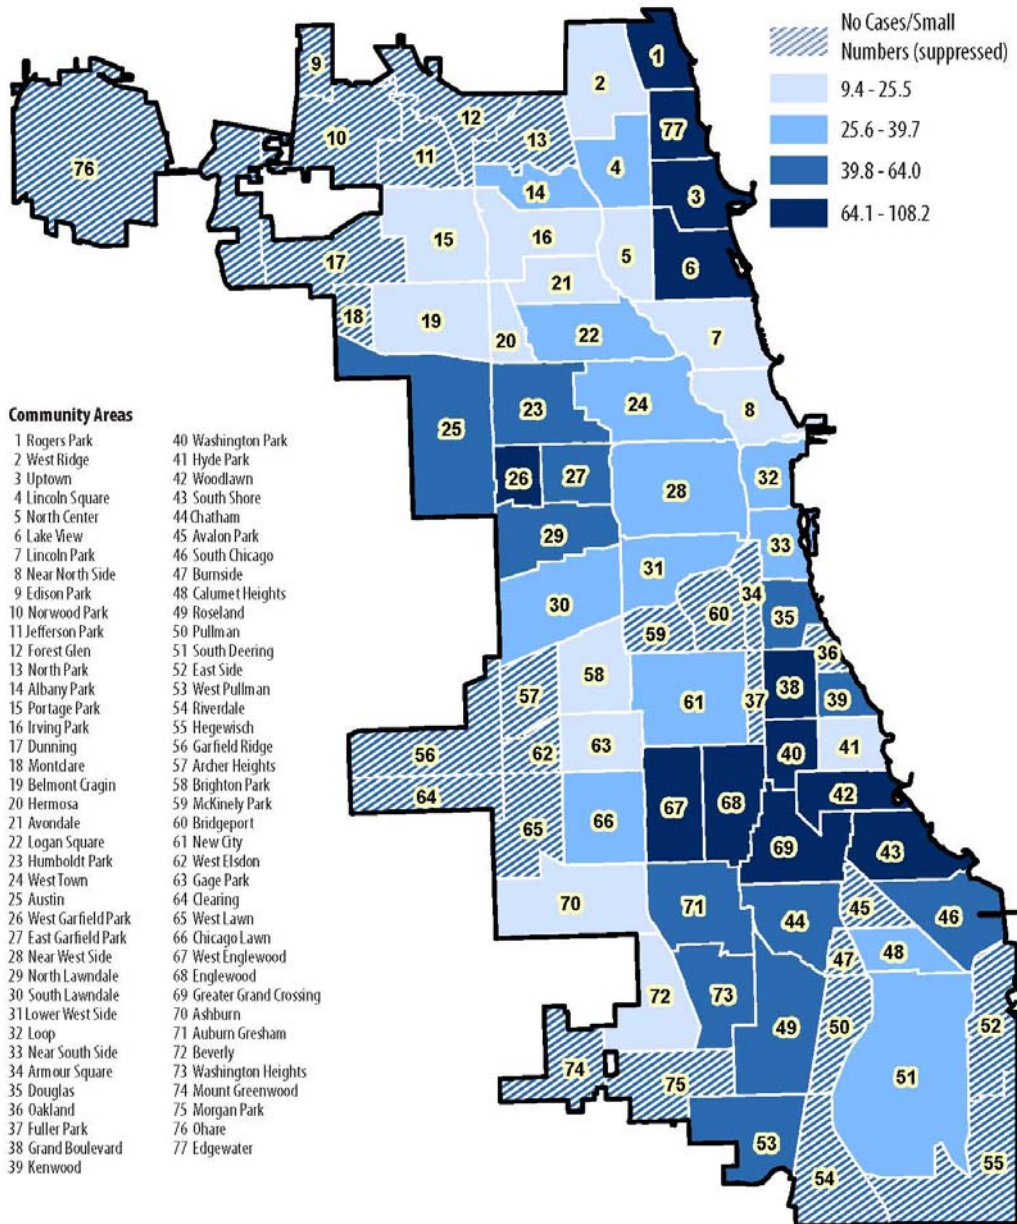 No Cases/Small
Numbers (suppressed)
9.4 - 25.5
25.6 - 39.7
39.8 - 64.0
64.1 - 108.2
1
2
77
9
12
10
13
11
4
76
3
14
15
16
5
6
17
21
18
19
20
22
7
8
23
24
25
26
27
28
32
29
33
31
34
30
60
35
59
36
58
57
38
37
39
61
62
63
40
41
56
64
42
67
68
65
66
69
43
70
71
44
45
46
47
48
72
73
49
50
52
74
75
51
53
54
55
Community Areas
1 Rogers Park
2 West Ridge
3 Uptown
4 Lincoln Square
5 North Center
6 Lake View
7 Lincoln Park
8 Near North Side
9 Edison Park
10 Norwood Park
11 Jefferson Park
12 Forest Glen
13 North Park
14 Albany Park
15 Portage Park
16 Irving Park
17 Dunning
18 Montclare
19 Belmont Cragin
20 Hermosa
21 Avondale
22 Logan Square
23 Humboldt Park
24 West Town
25 Austin
26 West Garfield Park
27 East Garfield Park
28 Near West Side
29 North Lawndale
30 South Lawndale
31 Lower West Side
32 Loop
33 Near South Side
34 Armour Square
35 Douglas
36 Oakland
37 Fuller Park
38 Grand Boulevard
39 Kenwood
40 Washington Park
41 Hyde Park
42 Woodlawn
43 South Shore
44 Chatham
45 Avalon Park
46 South Chicago
47 Burnside
48 Calumet Heights
49 Roseland
50 Pullman
51 South Deering
52 East Side
53 West Pullman
54 Riverdale
55 Hegewisch
56 Garfield Ridge
57 Archer Heights
58 Brighton Park
59 McKinely Park
60 Bridgeport
61 New City
62 West Elsdon
63 Gage Park
64 Clearing
65 West Lawn
66 Chicago Lawn
67 West Englewood
68 Englewood
69 Greater Grand Crossing
70 Ashburn
71 Auburn Gresham
72 Beverly
73 Washington Heights
74 Mount Greenwood
75 Morgan Park
76 Ohare
77 Edgewater